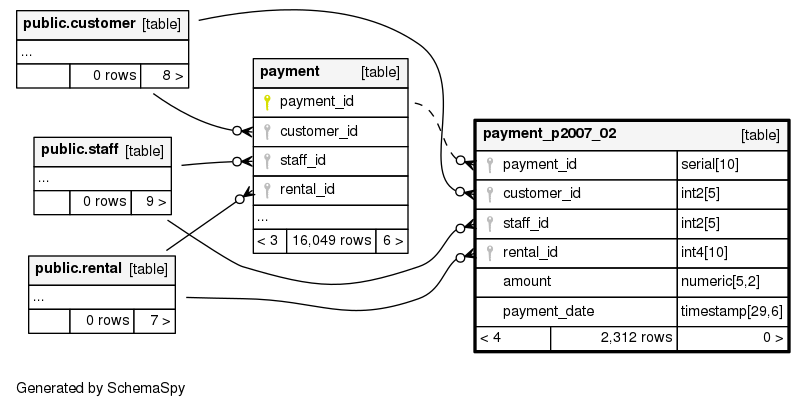 public.customer [table]
...
0 rows 8 >
payment [table]
payment_id
customer_id
staff_id
rental_id
...
< 3 16,049 rows 6 >
public.staff [table]
...
0 rows 9 >
public.rental [table]
...
0 rows 7 >
payment_p2007_02 [table]
payment_id serial[10]
customer_id int2[5]
staff_id int2[5]
rental_id int4[10]
amount numeric[5,2]
payment_date timestamp[29,6]
< 4 2,312 rows 0 >
Generated by SchemaSpy